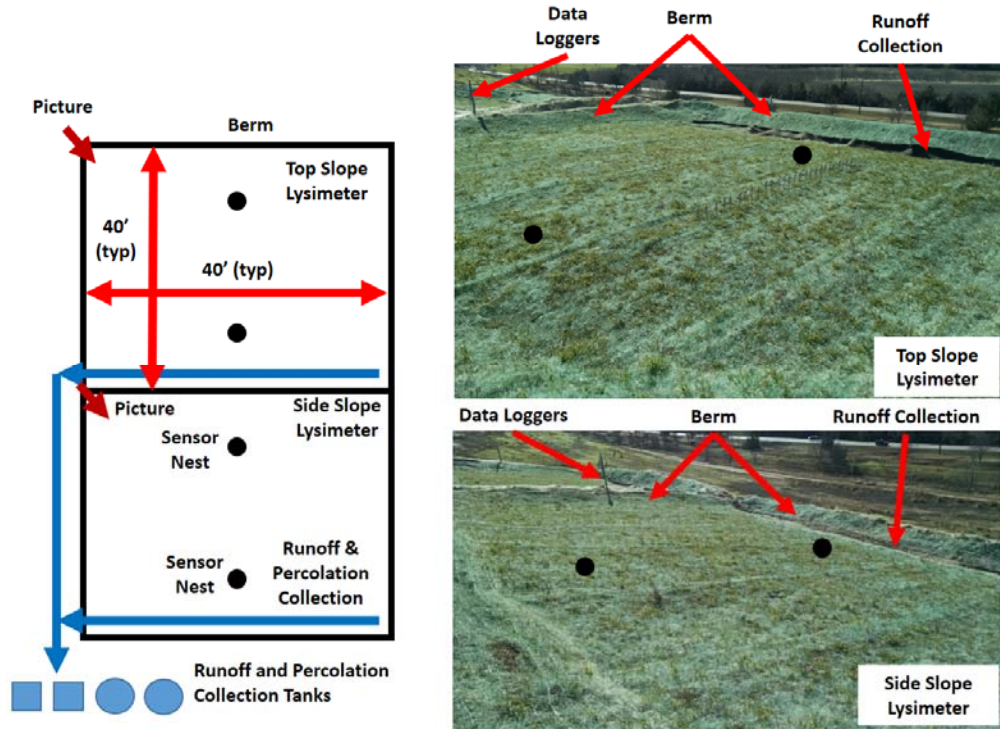 Picture
Berm
Top Slope
Lysimeter
40'
(typ)
40' (typ)
Picture
Side Slope
Lysimeter
Sensor
Nest
Sensor
Nest
Runoff &
Percolation
Collection
Runoff and Percolation
Collection Tanks
Data
Loggers
Berm
Runoff
Collection
Top Slope
Lysimeter
Data Loggers
Berm
Runoff Collection
Side Slope
Lysimeter